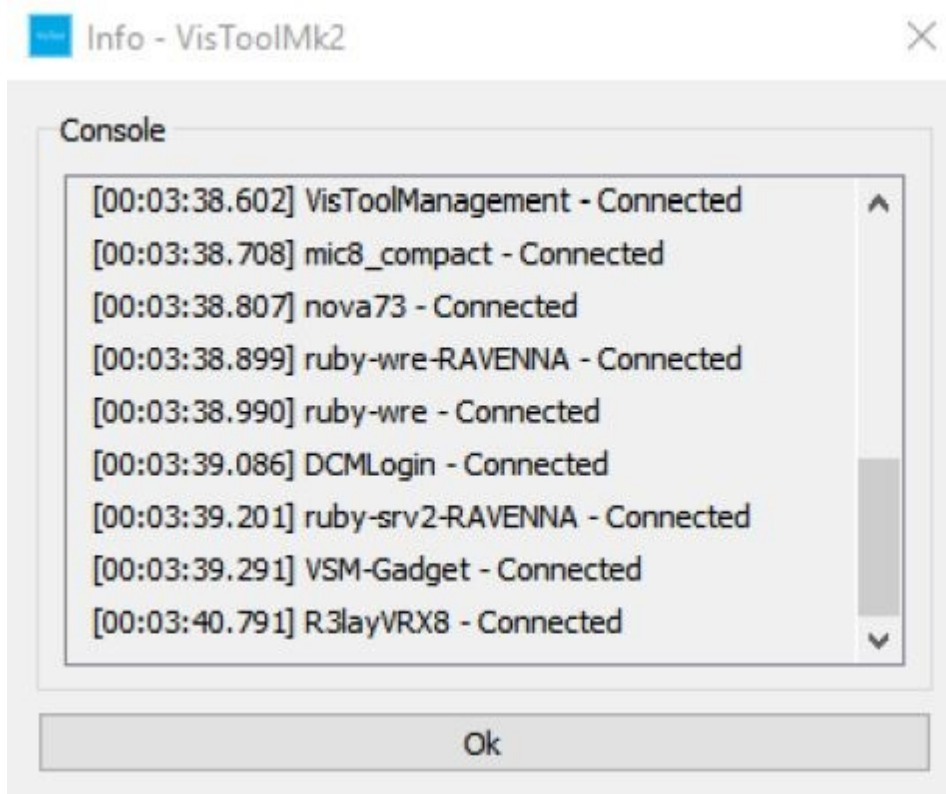 Info - VisToolMk2
Console
[00:03:38.602] VisToolManagement - Connected
[00:03:38.708] mic8_compact - Connected
[00:03:38.807] nova73 - Connected
[00:03:38.899] ruby-wre-RAVENNA - Connected
[00:03:38.990] ruby-wre - Connected
[00:03:39.086] DCMLogin - Connected
[00:03:39.201] ruby-srv2-RAVENNA - Connected
[00:03:39.291] VSM-Gadget - Connected
[00:03:40.791] R3layVRX8 - Connected
Ok